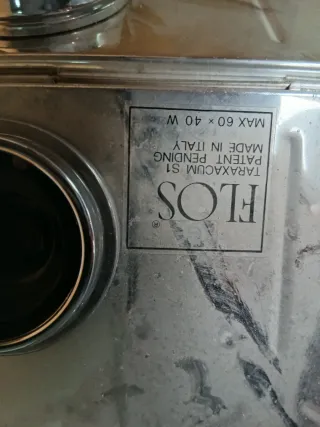 FLOS®
TARAXACUM S1
PATENT PENDING
MADE IN ITALY
MAX 60 × 40 W